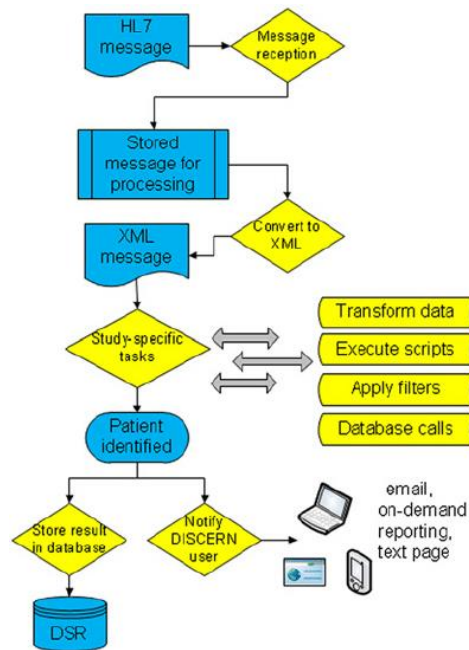 HL7
message
Message
reception
Stored
message for
processing
Convert to
XML
XML
message
Study-specific
tasks
Transform data
Execute scripts
Apply filters
Database calls
Patient
identified
Store result
in database
Notify
DISCERN
user
email,
on-demand
reporting,
text page
DSR